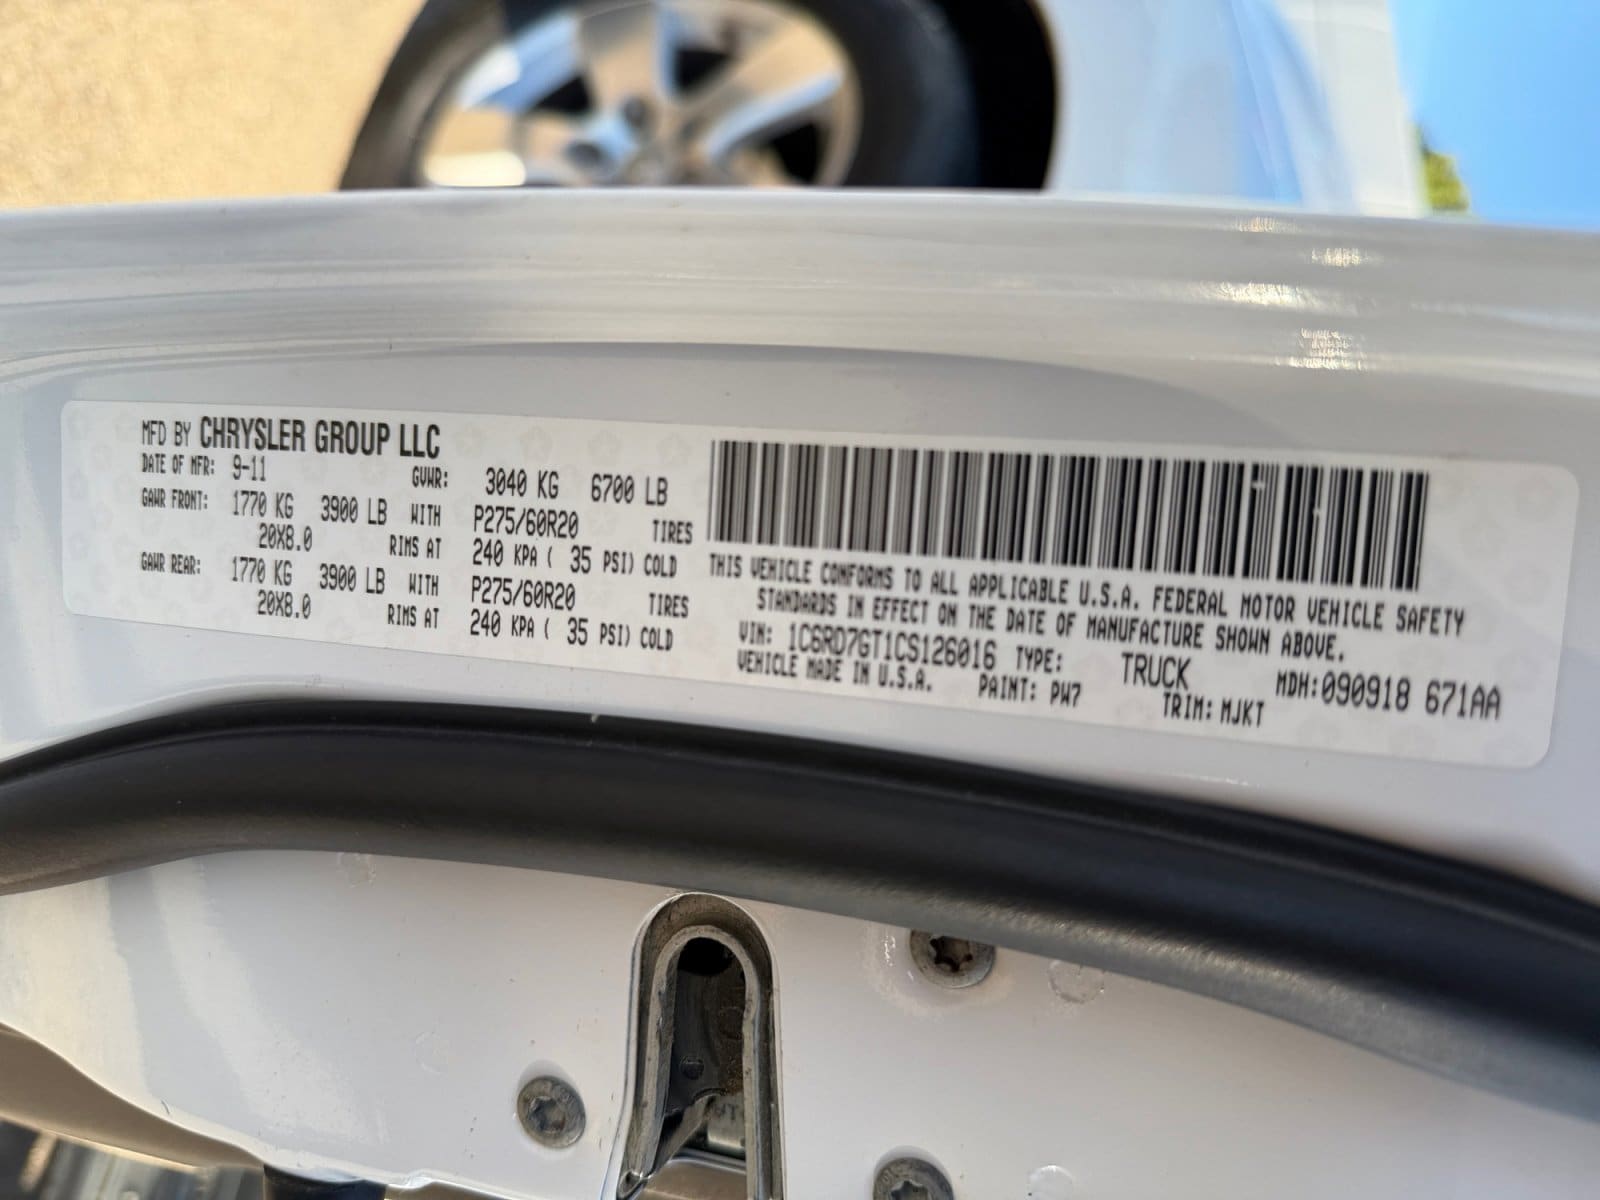 MFD BY CHRYSLER GROUP LLC
DATE OF MFR: 9-11 GVWR: 3040 KG 6700 LB
GAWR FRONT: 1770 KG 3900 LB WITH P275/60R20 TIRES
20X8.0 RIMS AT 240 KPA ( 35 PSI) COLD
GAWR REAR: 1770 KG 3900 LB WITH P275/60R20 TIRES
20X8.0 RIMS AT 240 KPA ( 35 PSI) COLD
THIS VEHICLE CONFORMS TO ALL APPLICABLE U.S.A. FEDERAL MOTOR VEHICLE SAFETY
STANDARDS IN EFFECT ON THE DATE OF MANUFACTURE SHOWN ABOVE.
VIN: 1C6RD7GT1CS126016 TYPE: TRUCK MDH:090918 671AA
VEHICLE MADE IN U.S.A. PAINT: PW7 TRIM: MJKT